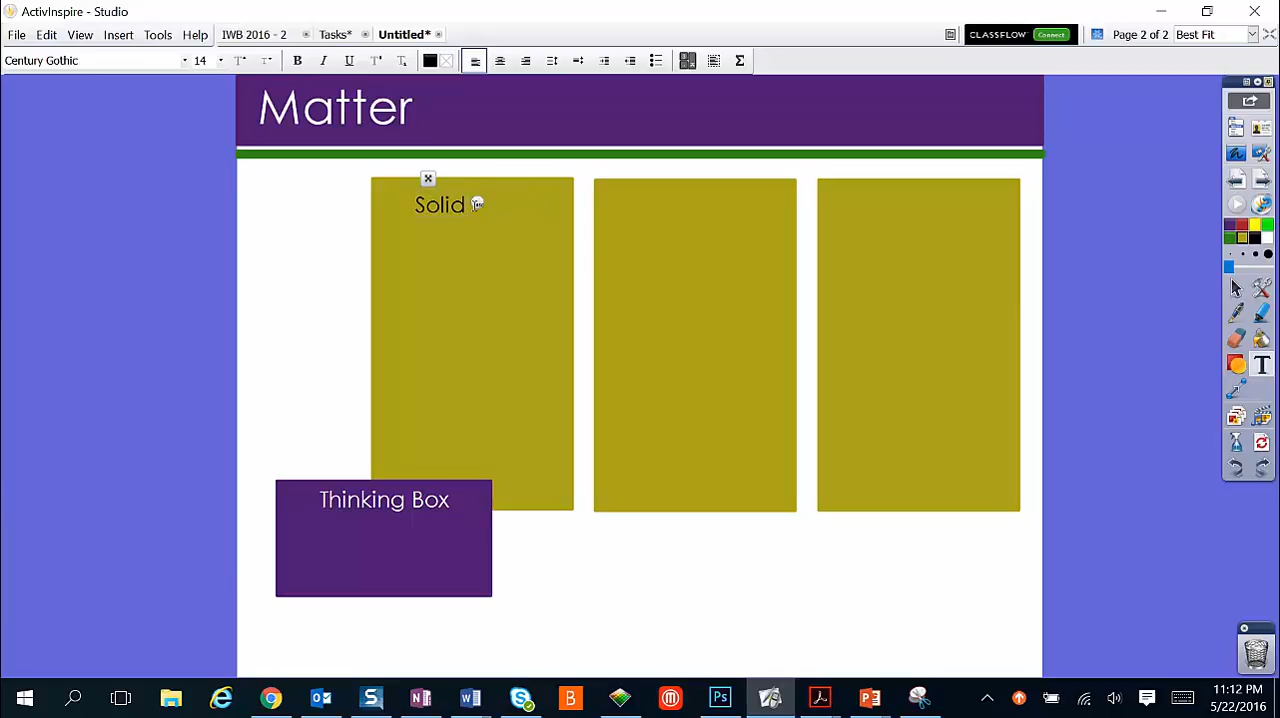 ActivInspire - Studio
File Edit View Insert Tools Help IWB 2016 - 2 Tasks* Untitled* CLASSFLOW Connect Page 2 of 2 Best Fit
Century Gothic 14 B I U T T Σ
Matter
Solid
Thinking Box
11:12 PM
5/22/2016